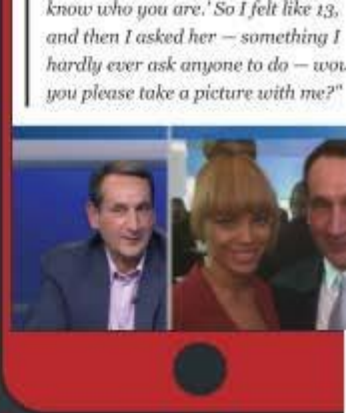 know who you are.' So I felt like 13,
and then I asked her — something I
hardly ever ask anyone to do — wou
you please take a picture with me?"